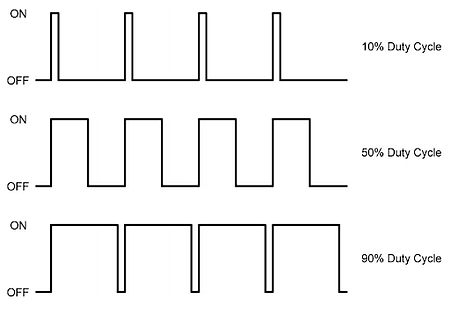 ON
10% Duty Cycle
OFF
ON
50% Duty Cycle
OFF
ON
90% Duty Cycle
OFF